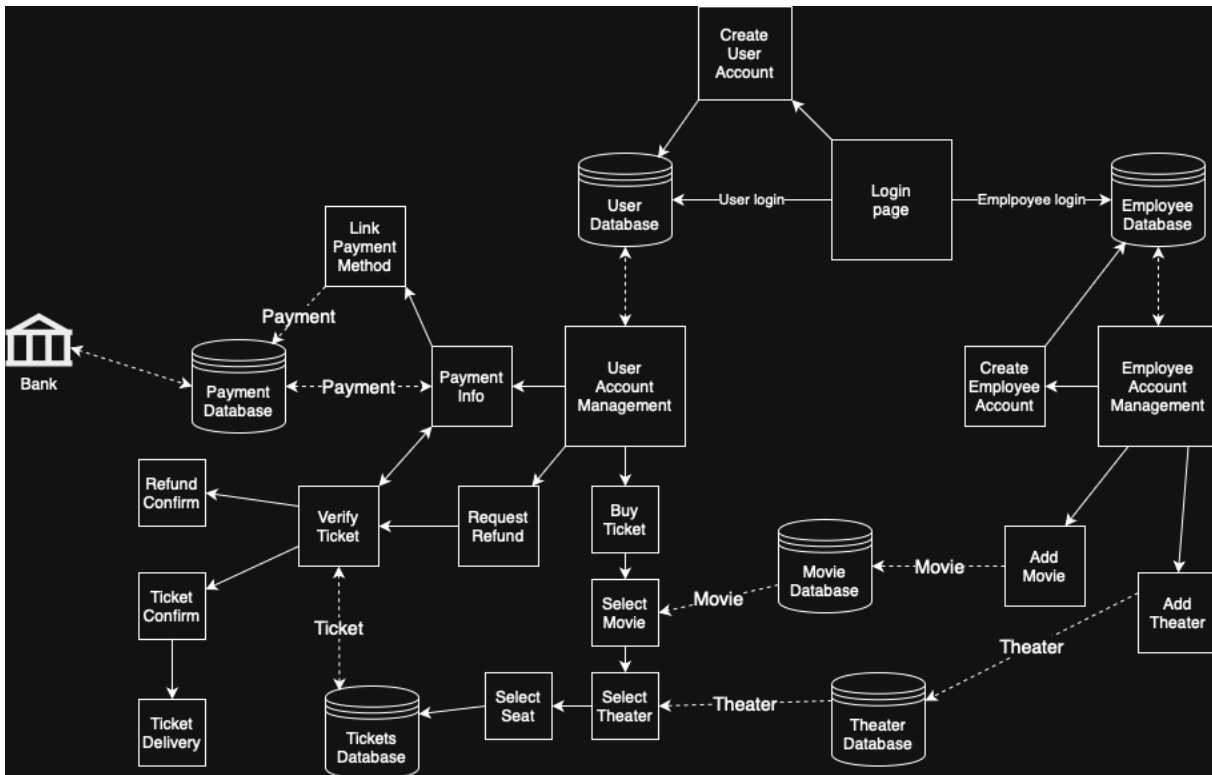 Create
User
Account
Login
page
User
Database
User login
Emplpoyee login
Employee
Database
Link
Payment
Method
Payment
Bank
Payment
Database
Payment
Payment
Info
User
Account
Management
Create
Employee
Account
Employee
Account
Management
Refund
Confirm
Verify
Ticket
Request
Refund
Buy
Ticket
Movie
Database
Movie
Add
Movie
Ticket
Confirm
Select
Movie
Movie
Add
Theater
Ticket
Theater
Ticket
Delivery
Tickets
Database
Select
Seat
Select
Theater
Theater
Theater
Database